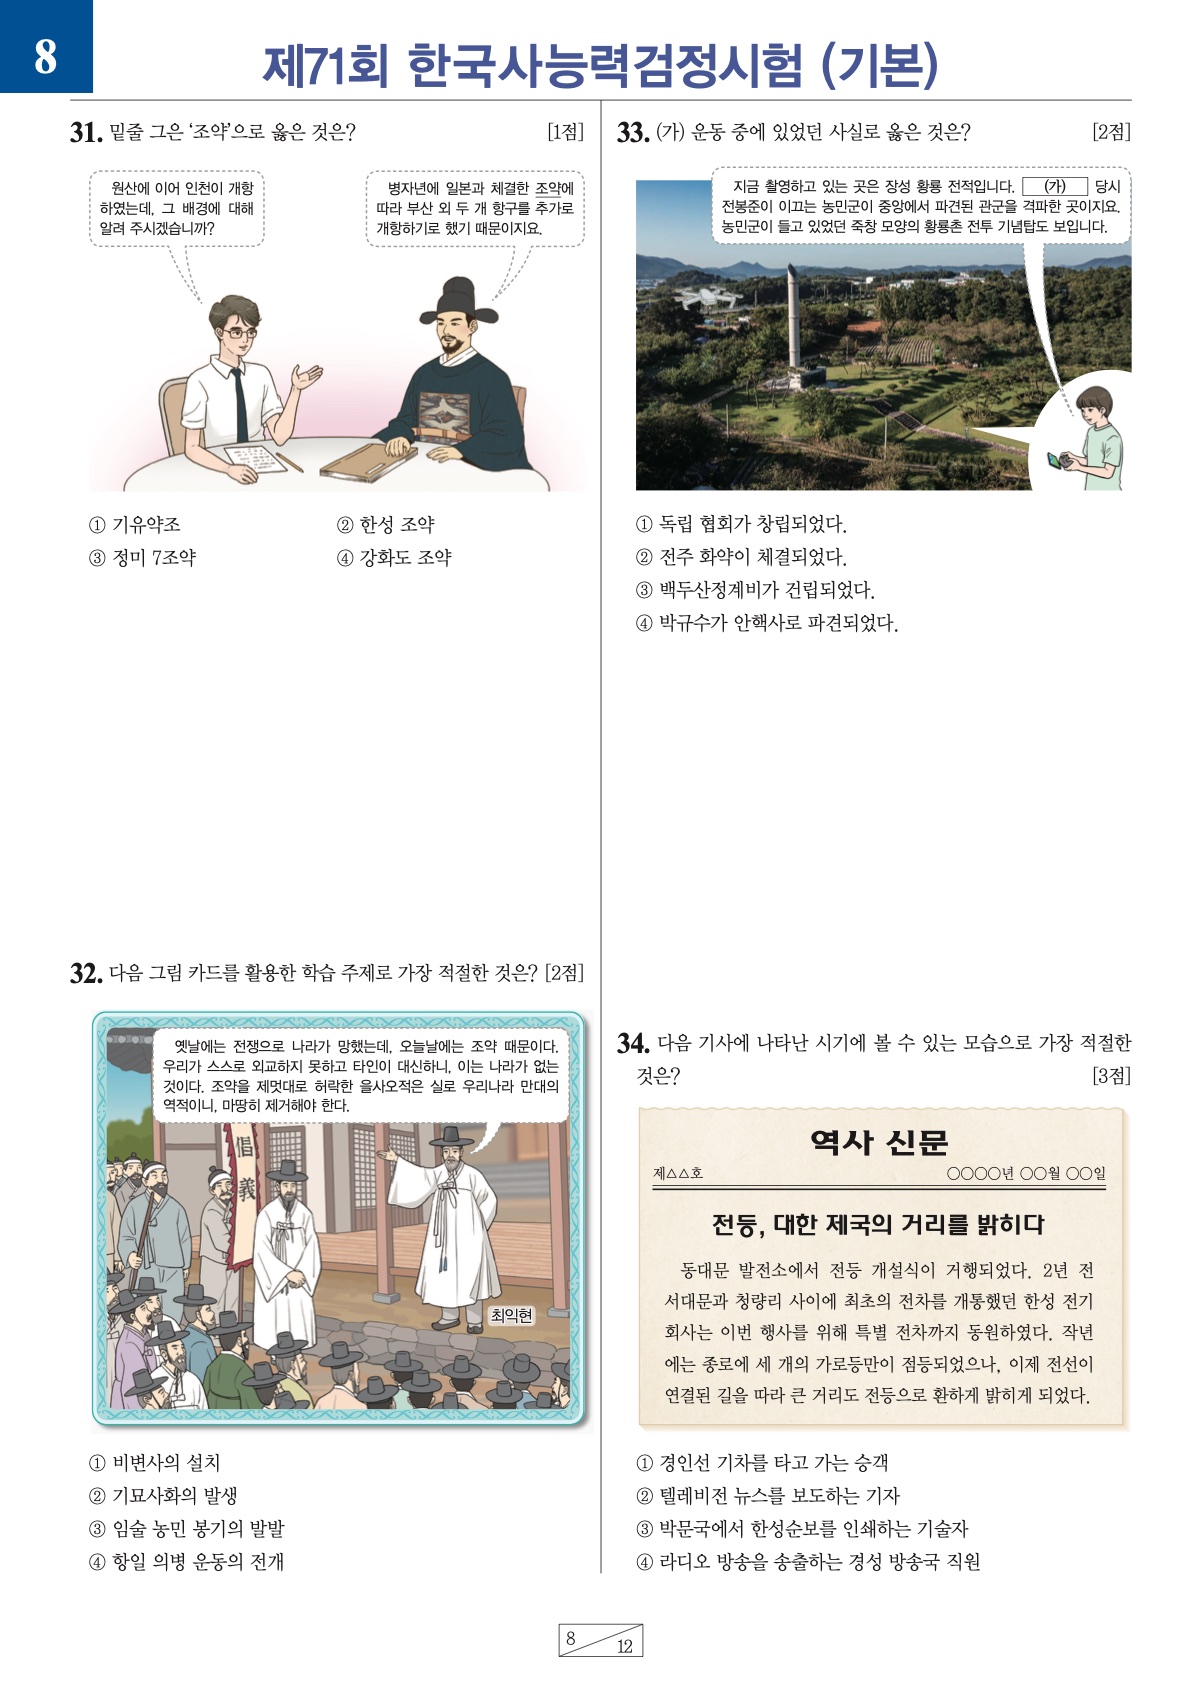 8
제71회 한국사능력검정시험 (기본)
31. 밑줄 그은 ‘조약’으로 옳은 것은? [1점]
원산에 이어 인천이 개항
하였는데, 그 배경에 대해
알려 주시겠습니까?
병자년에 일본과 체결한 조약에
따라 부산 외 두 개 항구를 추가로
개항하기로 했기 때문이지요.
① 기유약조 ② 한성 조약
③ 정미 7조약 ④ 강화도 조약
32. 다음 그림 카드를 활용한 학습 주제로 가장 적절한 것은? [2점]
옛날에는 전쟁으로 나라가 망했는데, 오늘날에는 조약 때문이다.
우리가 스스로 외교하지 못하고 타인이 대신하니, 이는 나라가 없는
것이다. 조약을 제멋대로 허락한 을사오적은 실로 우리나라 만대의
역적이니, 마땅히 제거해야 한다.
倡
義
최익현
① 비변사의 설치
② 기묘사화의 발생
③ 임술 농민 봉기의 발발
④ 항일 의병 운동의 전개
33. (가) 운동 중에 있었던 사실로 옳은 것은? [2점]
지금 촬영하고 있는 곳은 장성 황룡 전적입니다. (가) 당시
전봉준이 이끄는 농민군이 중앙에서 파견된 관군을 격파한 곳이지요.
농민군이 들고 있었던 죽창 모양의 황룡촌 전투 기념탑도 보입니다.
① 독립 협회가 창립되었다.
② 전주 화약이 체결되었다.
③ 백두산정계비가 건립되었다.
④ 박규수가 안핵사로 파견되었다.
34. 다음 기사에 나타난 시기에 볼 수 있는 모습으로 가장 적절한
것은? [3점]
역사 신문
제△△호 ○○○○년 ○○월 ○○일
전등, 대한 제국의 거리를 밝히다
동대문 발전소에서 전등 개설식이 거행되었다. 2년 전
서대문과 청량리 사이에 최초의 전차를 개통했던 한성 전기
회사는 이번 행사를 위해 특별 전차까지 동원하였다. 작년
에는 종로에 세 개의 가로등만이 점등되었으나, 이제 전선이
연결된 길을 따라 큰 거리도 전등으로 환하게 밝히게 되었다.
① 경인선 기차를 타고 가는 승객
② 텔레비전 뉴스를 보도하는 기자
③ 박문국에서 한성순보를 인쇄하는 기술자
④ 라디오 방송을 송출하는 경성 방송국 직원
8 12